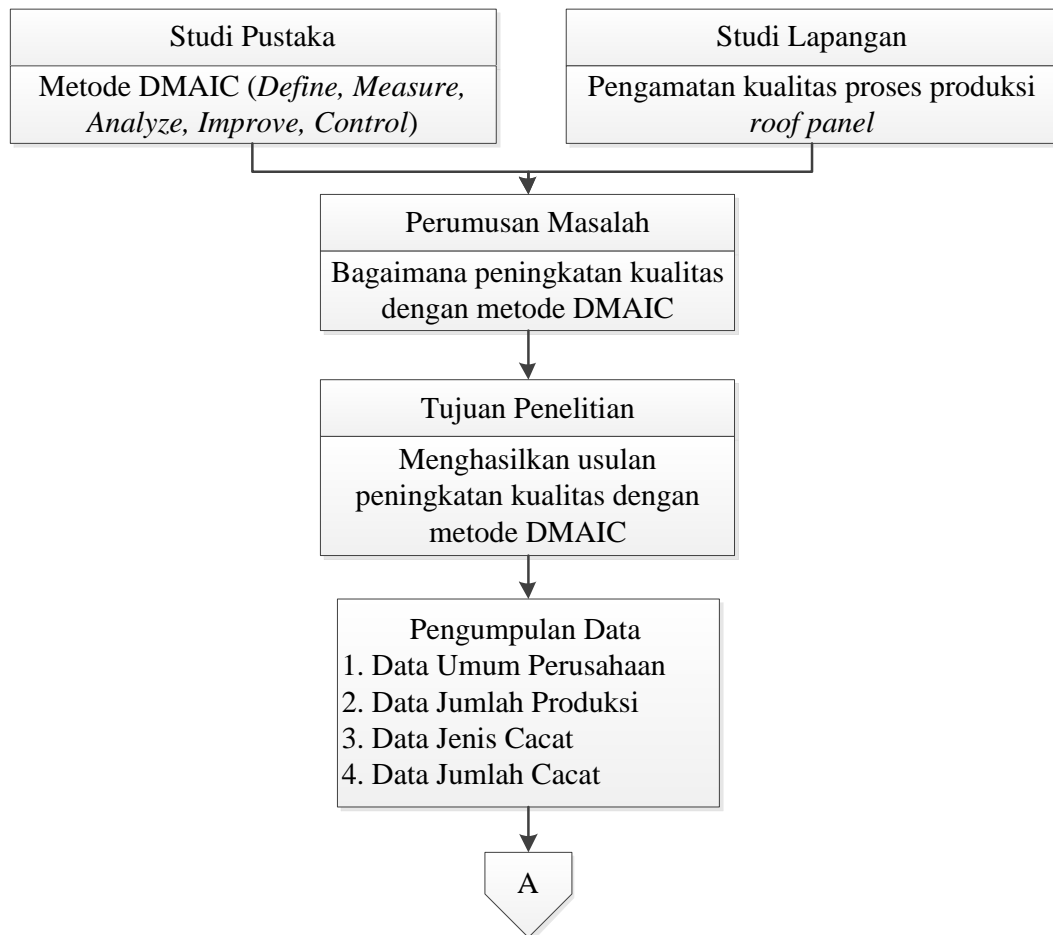 Studi Pustaka
Metode DMAIC (Define, Measure,
Analyze, Improve, Control)
Studi Lapangan
Pengamatan kualitas proses produksi
roof panel
Perumusan Masalah
Bagaimana peningkatan kualitas
dengan metode DMAIC
Tujuan Penelitian
Menghasilkan usulan
peningkatan kualitas dengan
metode DMAIC
Pengumpulan Data
1. Data Umum Perusahaan
2. Data Jumlah Produksi
3. Data Jenis Cacat
4. Data Jumlah Cacat
A